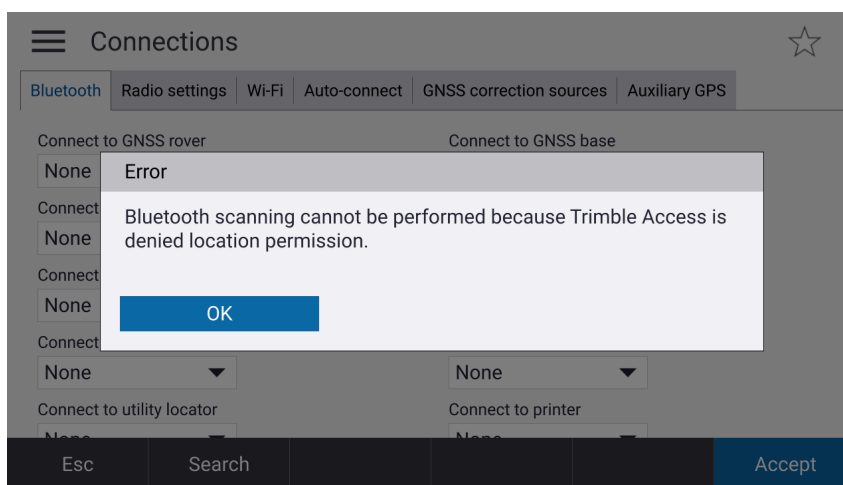 Connections
Bluetooth Radio settings Wi-Fi Auto-connect GNSS correction sources Auxiliary GPS
Connect to GNSS rover Connect to GNSS base
None
Error
Bluetooth scanning cannot be performed because Trimble Access is
denied location permission.
OK
Connect
None
Connect
None
Connect
None None
Connect to utility locator Connect to printer
None None
Esc Search Accept